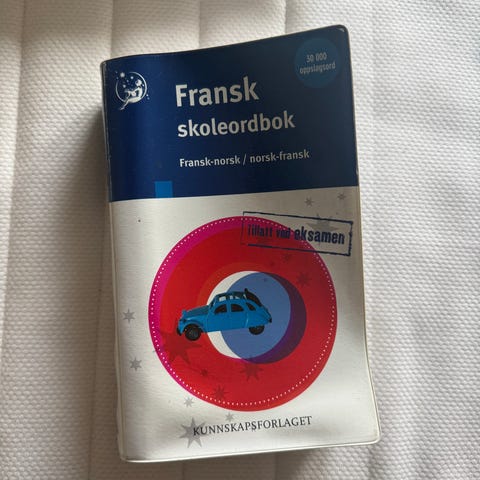 30 000
oppslagsord
Fransk
skoleordbok
Fransk-norsk / norsk-fransk
Tillatt ved eksamen
KUNNSKAPSFORLAGET